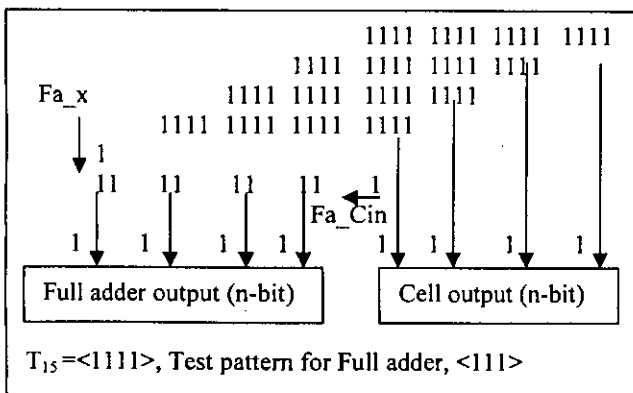 1111 1111 1111 1111
1111 1111 1111 1111
Fa_x 1111 1111 1111 1111
1111 1111 1111 1111
1
11 11 11 11 1
Fa_Cin
1 1 1 1 1 1 1 1
Full adder output (n-bit) Cell output (n-bit)
T15 =<1111>, Test pattern for Full adder, <111>